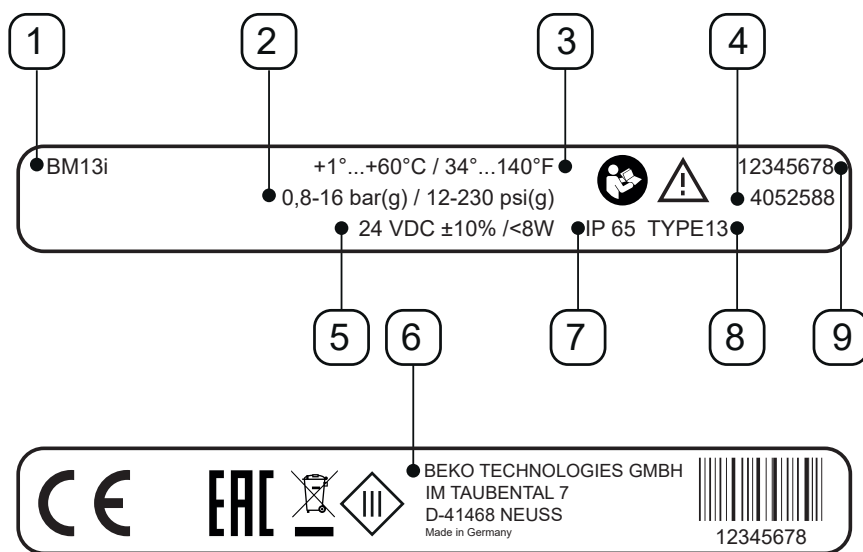 1 2 3 4
BM13i +1°...+60°C / 34°...140°F 12345678
0,8-16 bar(g) / 12-230 psi(g) 4052588
24 VDC ±10% /<8W IP 65 TYPE13
5 6 7 8 9
CE EAC III BEKO TECHNOLOGIES GMBH
IM TAUBENTAL 7
D-41468 NEUSS
Made in Germany
12345678